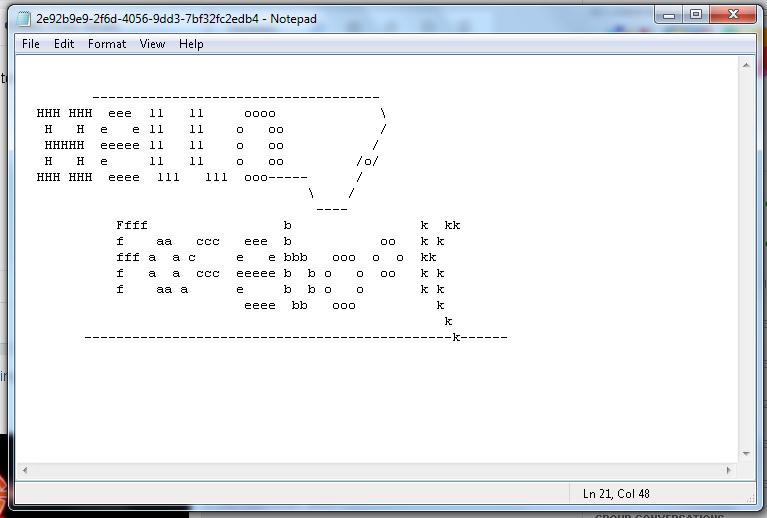 2e92b9e9-2f6d-4056-9dd3-7bf32fc2edb4 - Notepad
File Edit Format View Help
         ------------------------------------
  HHH HHH  eee  ll   ll     oooo             \
   H   H  e   e ll   ll    o   oo            /
   HHHHH  eeeee ll   ll    o   oo           /
   H   H  e     ll   ll    o   oo         /o/
  HHH HHH  eeee  lll   lll  ooo-----      /
                                    \    /
                                     ----
            Ffff                 b                k  kk
            f    aa   ccc   eee  b           oo   k k
            fff a  a c     e   e bbb   ooo  o  o  kk
            f   a  a  ccc  eeeee b  b o   o  oo   k k
            f    aa a      e     b  b o   o       k k
                            eeee  bb   ooo          k
                                                     k
        ----------------------------------------------k------
Ln 21, Col 48
GROUP CONVERSATIONS